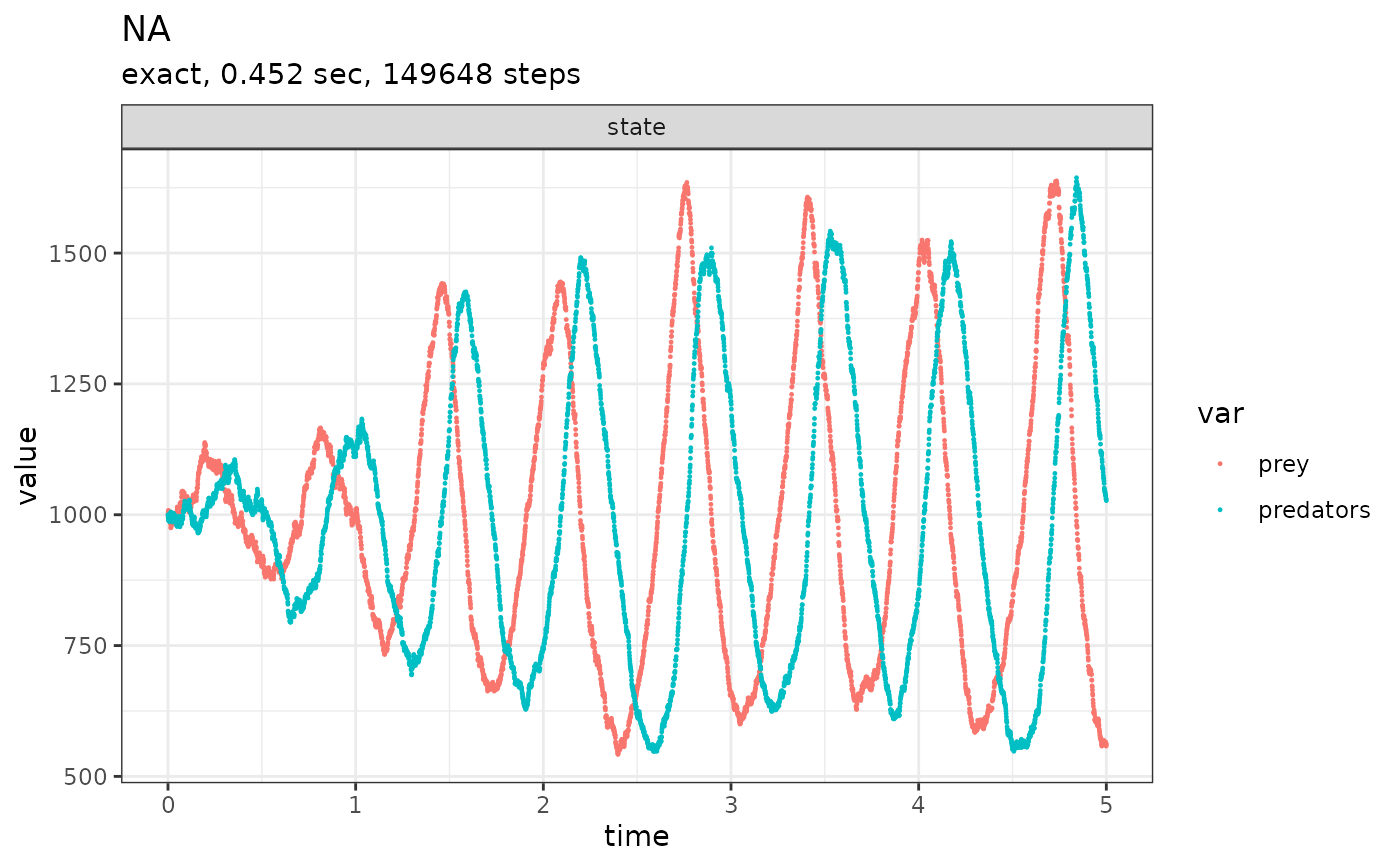 NA
exact, 0.452 sec, 149648 steps
state
value
1500
1250
1000
750
500
0 1 2 3 4 5
time
var
prey
predators